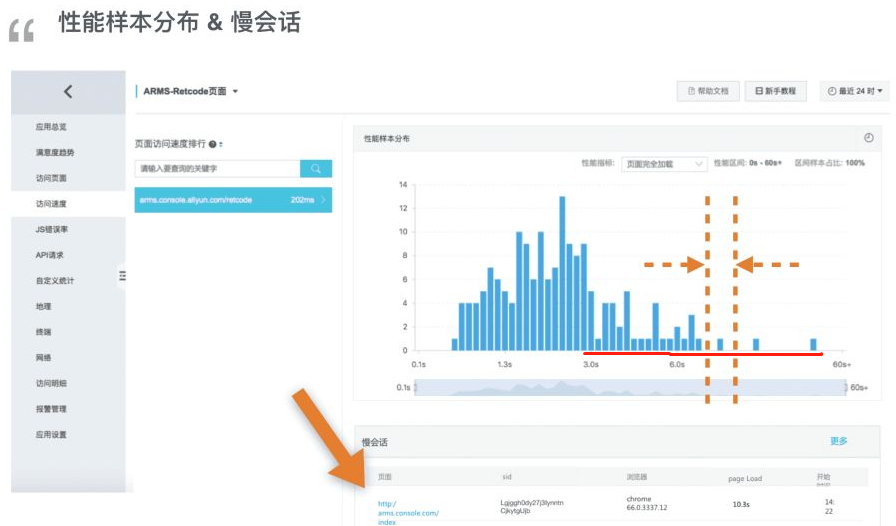 性能样本分布 & 慢会话
ARMS-Retcode页面
帮助文档
新手教程
最近 24 时
应用总览
满意度趋势
访问页面
访问速度
JS错误率
API请求
自定义统计
地理
终端
网络
访问明细
报警管理
应用设置
页面访问速度排行
请输入要查询的关键字
arms.console.aliyun.com/retcode 202ms
性能样本分布
性能指标: 页面完全加载 性能区间: 0s - 60s+ 区间样本占比: 100%
14
12
10
8
6
4
2
0
0.1s 1.3s 3.0s 6.0s 60s+
0.1s 60s+
慢会话 更多
页面 sid 浏览器 page Load 开始
http:/
arms.console.com/
index
chrome
66.0.3337.12
10.3s
14:
22